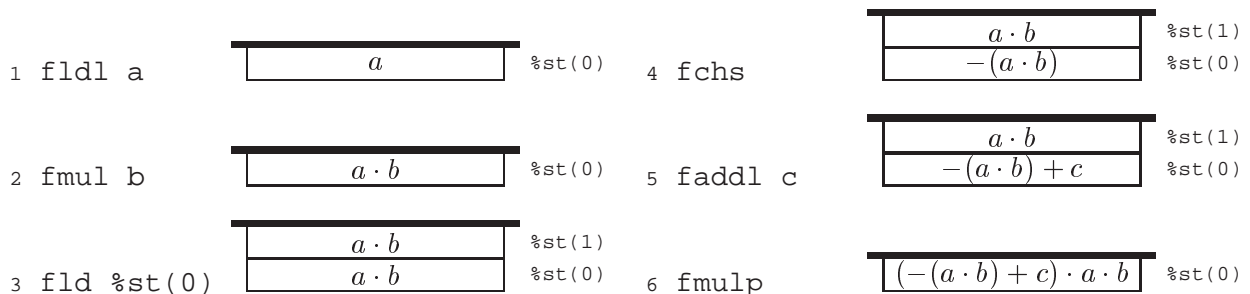 1 fldl a
a %st(0)
2 fmul b
a · b %st(0)
3 fld %st(0)
a · b %st(1)
a · b %st(0)
4 fchs
a · b %st(1)
−(a · b) %st(0)
5 faddl c
a · b %st(1)
−(a · b) + c %st(0)
6 fmulp
(−(a · b) + c) · a · b %st(0)